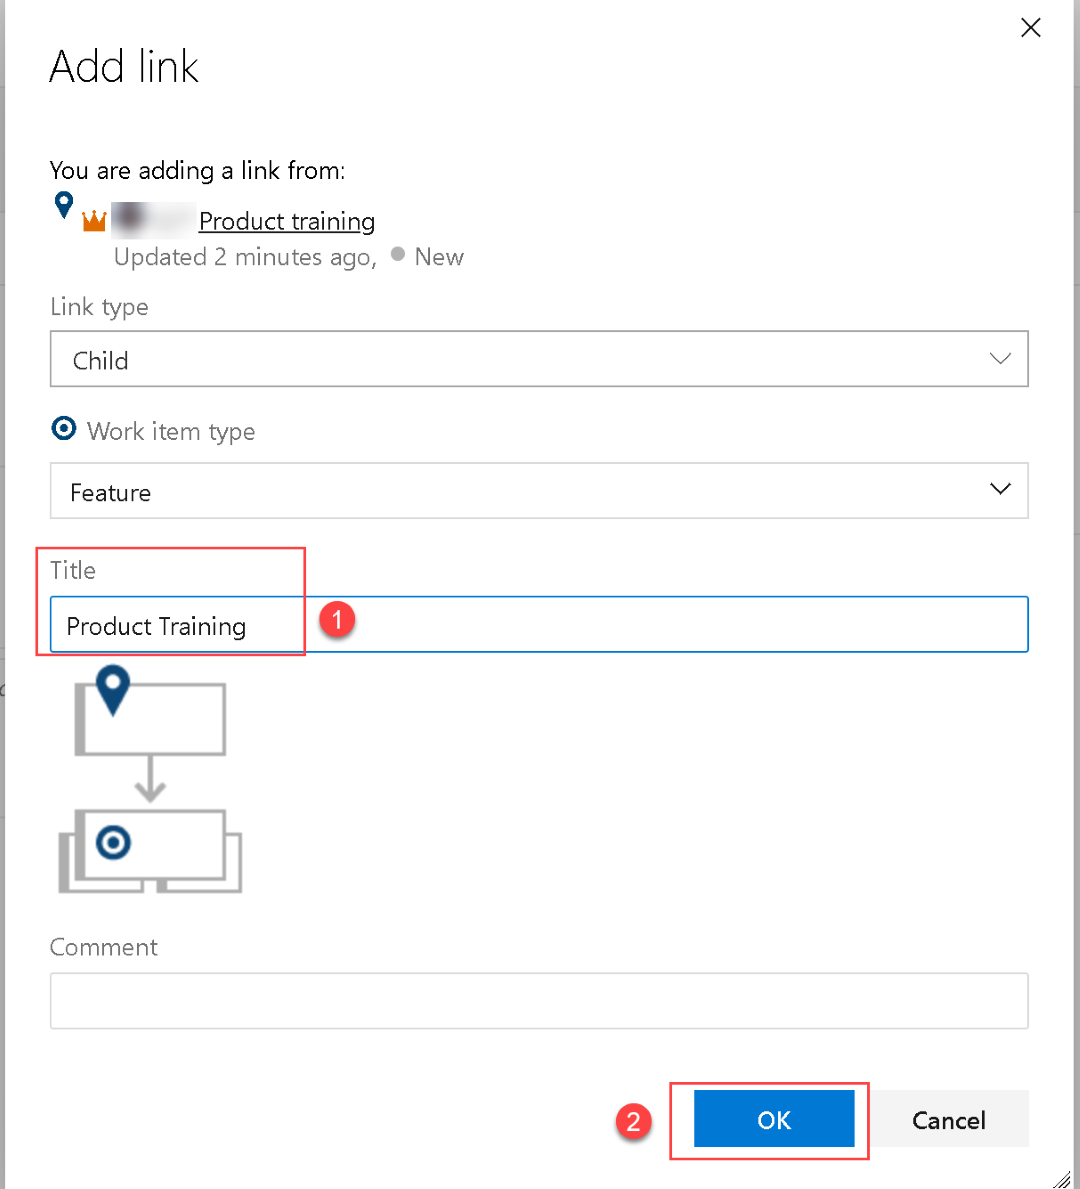 Add link
You are adding a link from:
Product training
Updated 2 minutes ago, New
Link type
Child
Work item type
Feature
Title
Product Training
1
Comment
2
OK
Cancel